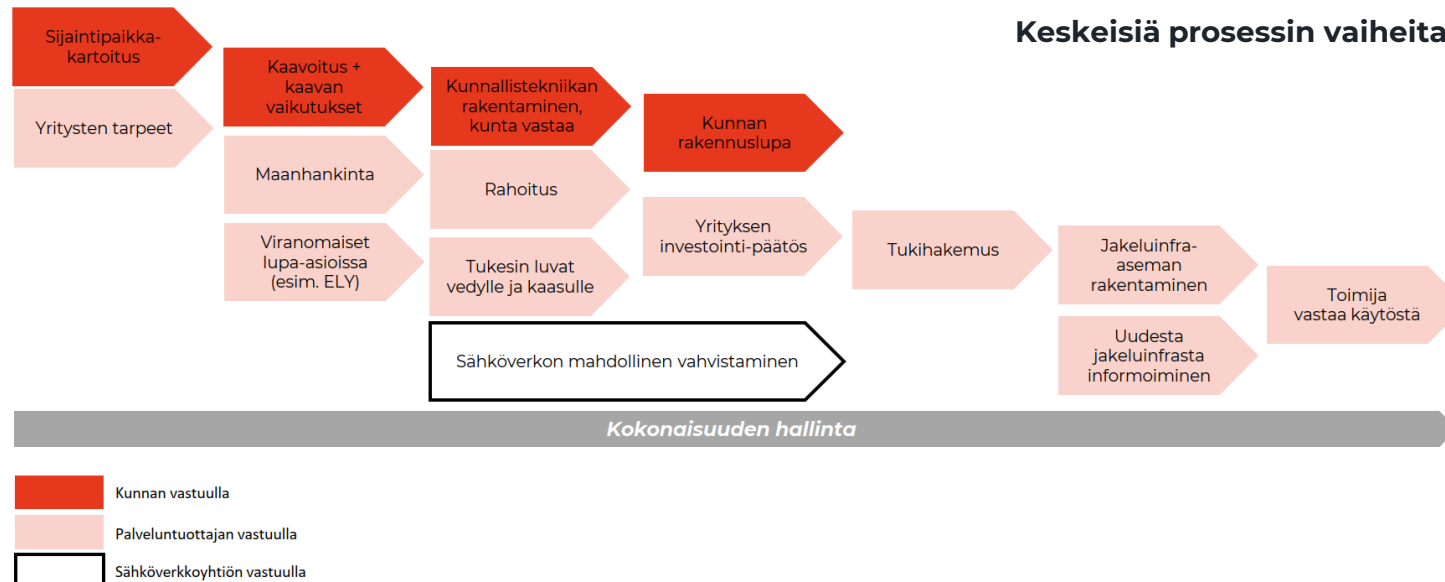 Keskeisiä prosessin vaiheita
Sijaintipaikka-
kartoitus
Yritysten tarpeet
Kaavoitus +
kaavan
vaikutukset
Maanhankinta
Viranomaiset
lupa-asioissa
(esim. ELY)
Kunnallistekniikan
rakentaminen,
kunta vastaa
Rahoitus
Tukesin luvat
vedylle ja kaasulle
Sähköverkon mahdollinen vahvistaminen
Kunnan
rakennuslupa
Yrityksen
investointi-päätös
Tukihakemus
Jakeluinfra-
aseman
rakentaminen
Uudesta
jakeluinfrasta
informoiminen
Toimija
vastaa käytöstä
Kokonaisuuden hallinta
Kunnan vastuulla
Palveluntuottajan vastuulla
Sähköverkkoyhtiön vastuulla